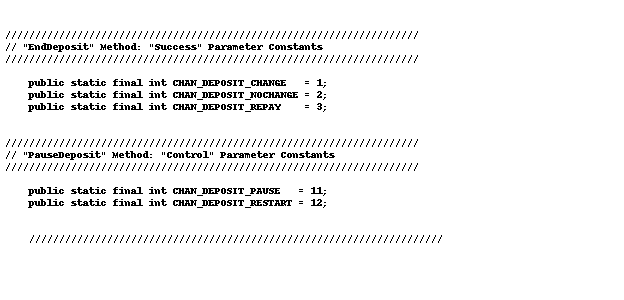 /////////////////////////////////////////////////////////////////////
// "EndDeposit" Method: "Success" Parameter Constants
/////////////////////////////////////////////////////////////////////
public static final int CHAN_DEPOSIT_CHANGE   = 1;
public static final int CHAN_DEPOSIT_NOCHANGE = 2;
public static final int CHAN_DEPOSIT_REPAY    = 3;
/////////////////////////////////////////////////////////////////////
// "PauseDeposit" Method: "Control" Parameter Constants
/////////////////////////////////////////////////////////////////////
public static final int CHAN_DEPOSIT_PAUSE   = 11;
public static final int CHAN_DEPOSIT_RESTART = 12;
/////////////////////////////////////////////////////////////////////